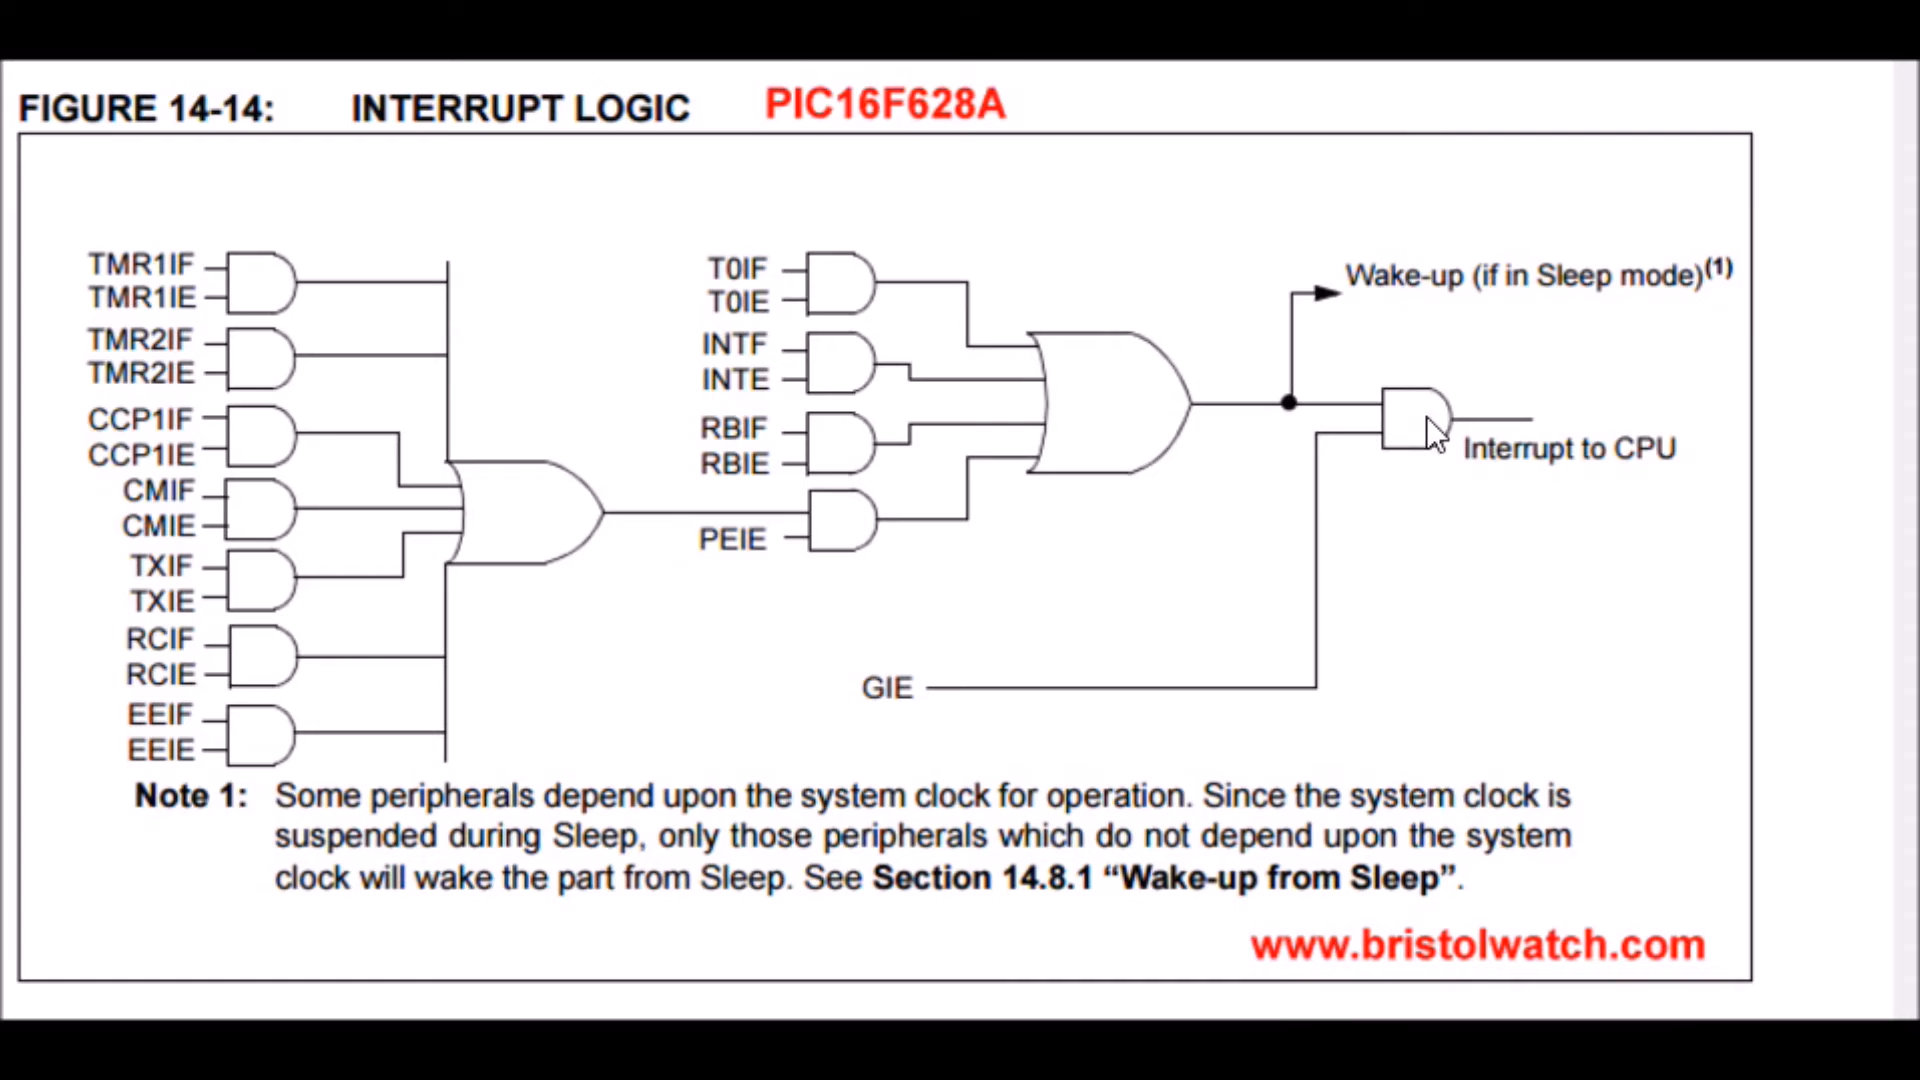 FIGURE 14-14: INTERRUPT LOGIC PIC16F628A
TMR1IF
TMR1IE
TMR2IF
TMR2IE
CCP1IF
CCP1IE
CMIF
CMIE
TXIF
TXIE
RCIF
RCIE
EEIF
EEIE
T0IF
T0IE
INTF
INTE
RBIF
RBIE
PEIE
GIE
Wake-up (if in Sleep mode)(1)
Interrupt to CPU
Note 1: Some peripherals depend upon the system clock for operation. Since the system clock is
suspended during Sleep, only those peripherals which do not depend upon the system
clock will wake the part from Sleep. See Section 14.8.1 “Wake-up from Sleep”.
www.bristolwatch.com